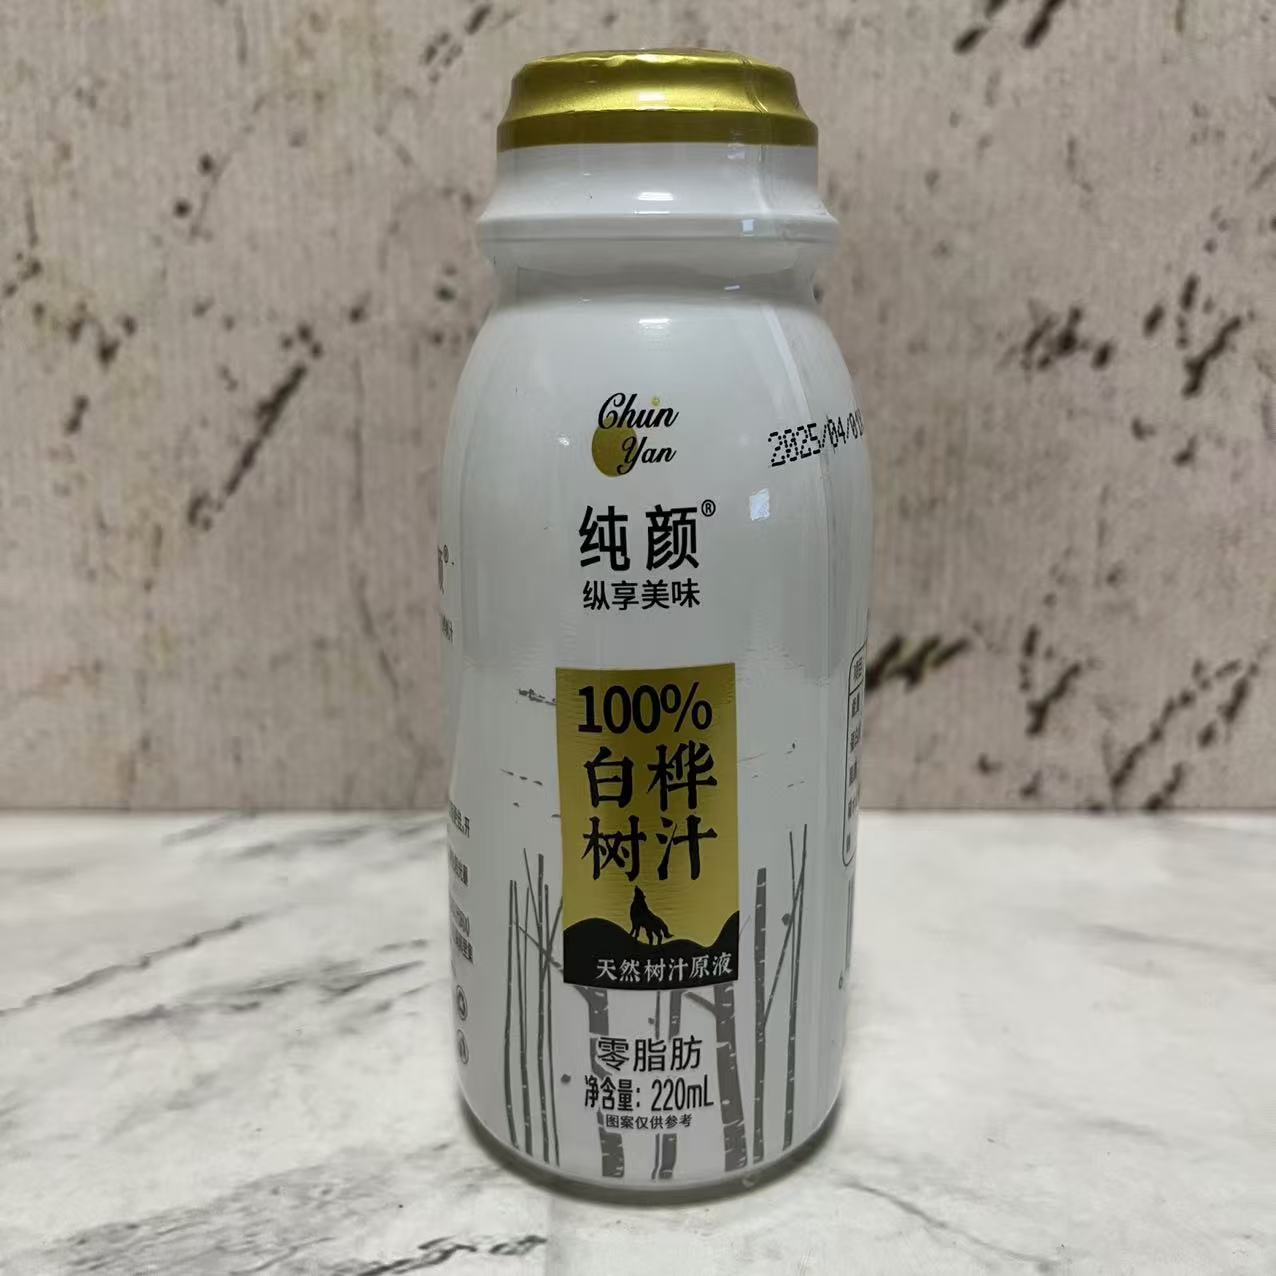 Chun
Yan
纯颜®
纵享美味
2025/04/01
100%
白桦
树汁
天然树汁原液
零脂肪
净含量：220mL
图案仅供参考